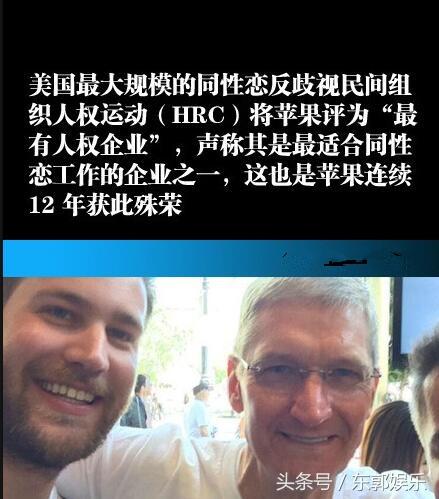 美国最大规模的同性恋反歧视民间组
织人权运动（HRC）将苹果评为“最
有人权企业”，声称其是最适合同性
恋工作的企业之一，这也是苹果连续
12 年获此殊荣
头条号 / 东郭娱乐